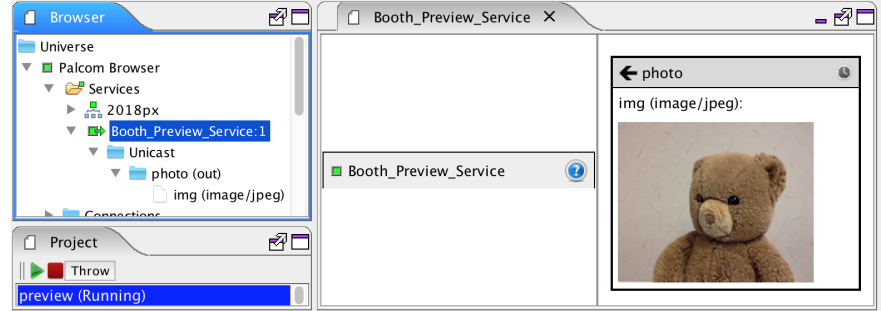 Browser
Universe
Palcom Browser
Services
2018px
Booth_Preview_Service:1
Unicast
photo (out)
img (image/jpeg)
Connections
Project
Throw
preview (Running)
Booth_Preview_Service
Booth_Preview_Service
?
photo
img (image/jpeg):